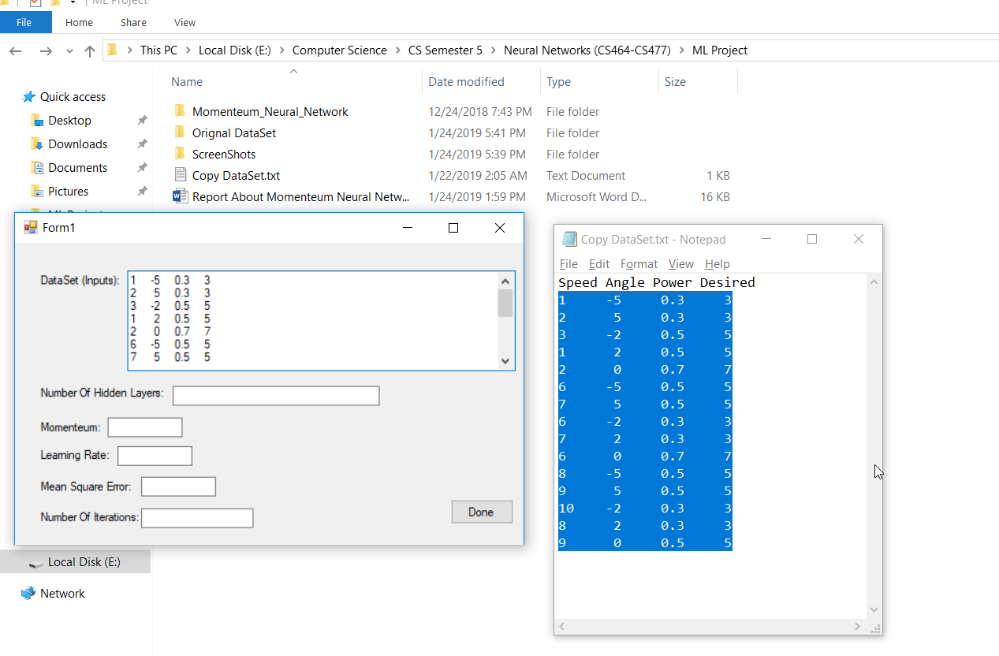 ML Project
File Home Share View
This PC > Local Disk (E:) > Computer Science > CS Semester 5 > Neural Networks (CS464-CS477) > ML Project
Name Date modified Type Size
Quick access
Desktop
Downloads
Documents
Pictures
ML Project
Momenteum_Neural_Network 12/24/2018 7:43 PM File folder
Orignal DataSet 1/24/2019 5:41 PM File folder
ScreenShots 1/24/2019 5:39 PM File folder
Copy DataSet.txt 1/22/2019 2:05 AM Text Document 1 KB
Report About Momenteum Neural Netw... 1/24/2019 1:59 PM Microsoft Word D... 16 KB
Form1
DataSet (Inputs):
1 -5 0.3 3
2 5 0.3 3
3 -2 0.5 5
1 2 0.5 5
2 0 0.7 7
6 -5 0.5 5
7 5 0.5 5
Number Of Hidden Layers:
Momenteum:
Learning Rate:
Mean Square Error:
Number Of Iterations:
Done
Local Disk (E:)
Network
Copy DataSet.txt - Notepad
File Edit Format View Help
Speed Angle Power Desired
1 -5 0.3 3
2 5 0.3 3
3 -2 0.5 5
1 2 0.5 5
2 0 0.7 7
6 -5 0.5 5
7 5 0.5 5
6 -2 0.3 3
7 2 0.3 3
6 0 0.7 7
8 -5 0.5 5
9 5 0.5 5
10 -2 0.3 3
8 2 0.3 3
9 0 0.5 5